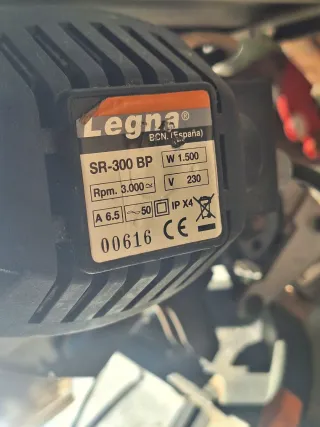 Legna®
BCN. (España)
SR-300 BP
W 1.500
Rpm. 3.000≃
V 230
A 6.5
~50
IP X4
00616
CE